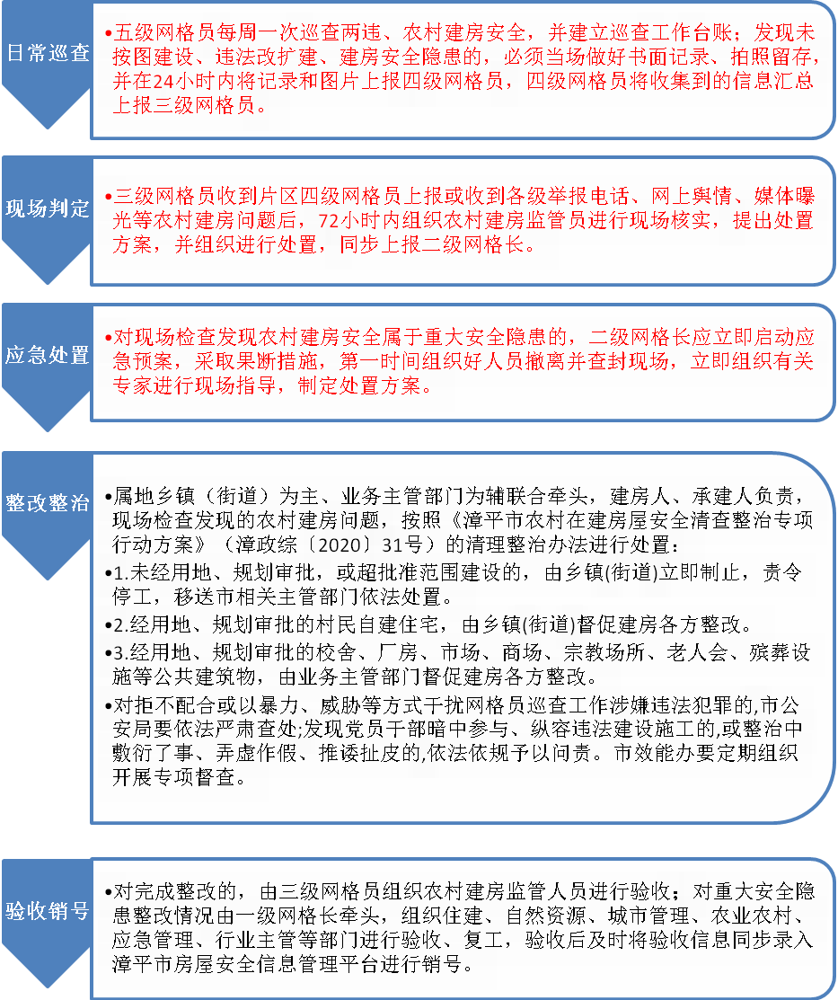 日常巡查
•五级网格员每周一次巡查两违、农村建房安全，并建立巡查工作台账；发现未
按图建设、违法改扩建、建房安全隐患的，必须当场做好书面记录、拍照留存，
并在24小时内将记录和图片上报四级网格员，四级网格员将收集到的信息汇总
上报三级网格员。
现场判定
•三级网格员收到片区四级网格员上报或收到各级举报电话、网上舆情、媒体曝
光等农村建房问题后，72小时内组织农村建房监管员进行现场核实，提出处置
方案，并组织进行处置，同步上报二级网格长。
应急处置
•对现场检查发现农村建房安全属于重大安全隐患的，二级网格长应立即启动应
急预案，采取果断措施，第一时间组织好人员撤离并查封现场，立即组织有关
专家进行现场指导，制定处置方案。
整改整治
•属地乡镇（街道）为主、业务主管部门为辅联合牵头，建房人、承建人负责，
现场检查发现的农村建房问题，按照《漳平市农村在建房屋安全清查整治专项
行动方案》（漳政综〔2020〕31号）的清理整治办法进行处置：
•1.未经用地、规划审批，或超批准范围建设的，由乡镇(街道)立即制止，责令
停工，移送市相关主管部门依法处置。
•2.经用地、规划审批的村民自建住宅，由乡镇(街道)督促建房各方整改。
•3.经用地、规划审批的校舍、厂房、市场、商场、宗教场所、老人会、殡葬设
施等公共建筑物，由业务主管部门督促建房各方整改。
•对拒不配合或以暴力、威胁等方式干扰网格员巡查工作涉嫌违法犯罪的,市公
安局要依法严肃查处;发现党员干部暗中参与、纵容违法建设施工的,或整治中
敷衍了事、弄虚作假、推诿扯皮的,依法依规予以问责。市效能办要定期组织
开展专项督查。
验收销号
•对完成整改的，由三级网格员组织农村建房监管人员进行验收；对重大安全隐
患整改情况由一级网格长牵头，组织住建、自然资源、城市管理、农业农村、
应急管理、行业主管等部门进行验收、复工，验收后及时将验收信息同步录入
漳平市房屋安全信息管理平台进行销号。